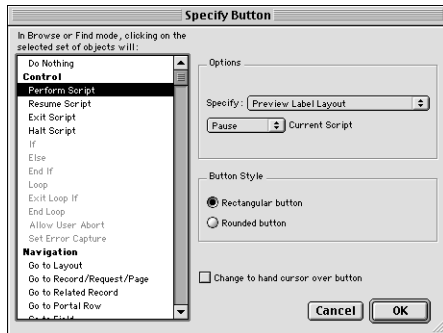 Specify Button
In Browse or Find mode, clicking on the
selected set of objects will:
Do Nothing
Control
Perform Script
Resume Script
Exit Script
Halt Script
If
Else
End If
Loop
Exit Loop If
End Loop
Allow User Abort
Set Error Capture
Navigation
Go to Layout
Go to Record/Request/Page
Go to Related Record
Go to Portal Row
Go to Field
Options
Specify: Preview Label Layout
Pause Current Script
Button Style
Rectangular button
Rounded button
Change to hand cursor over button
Cancel OK